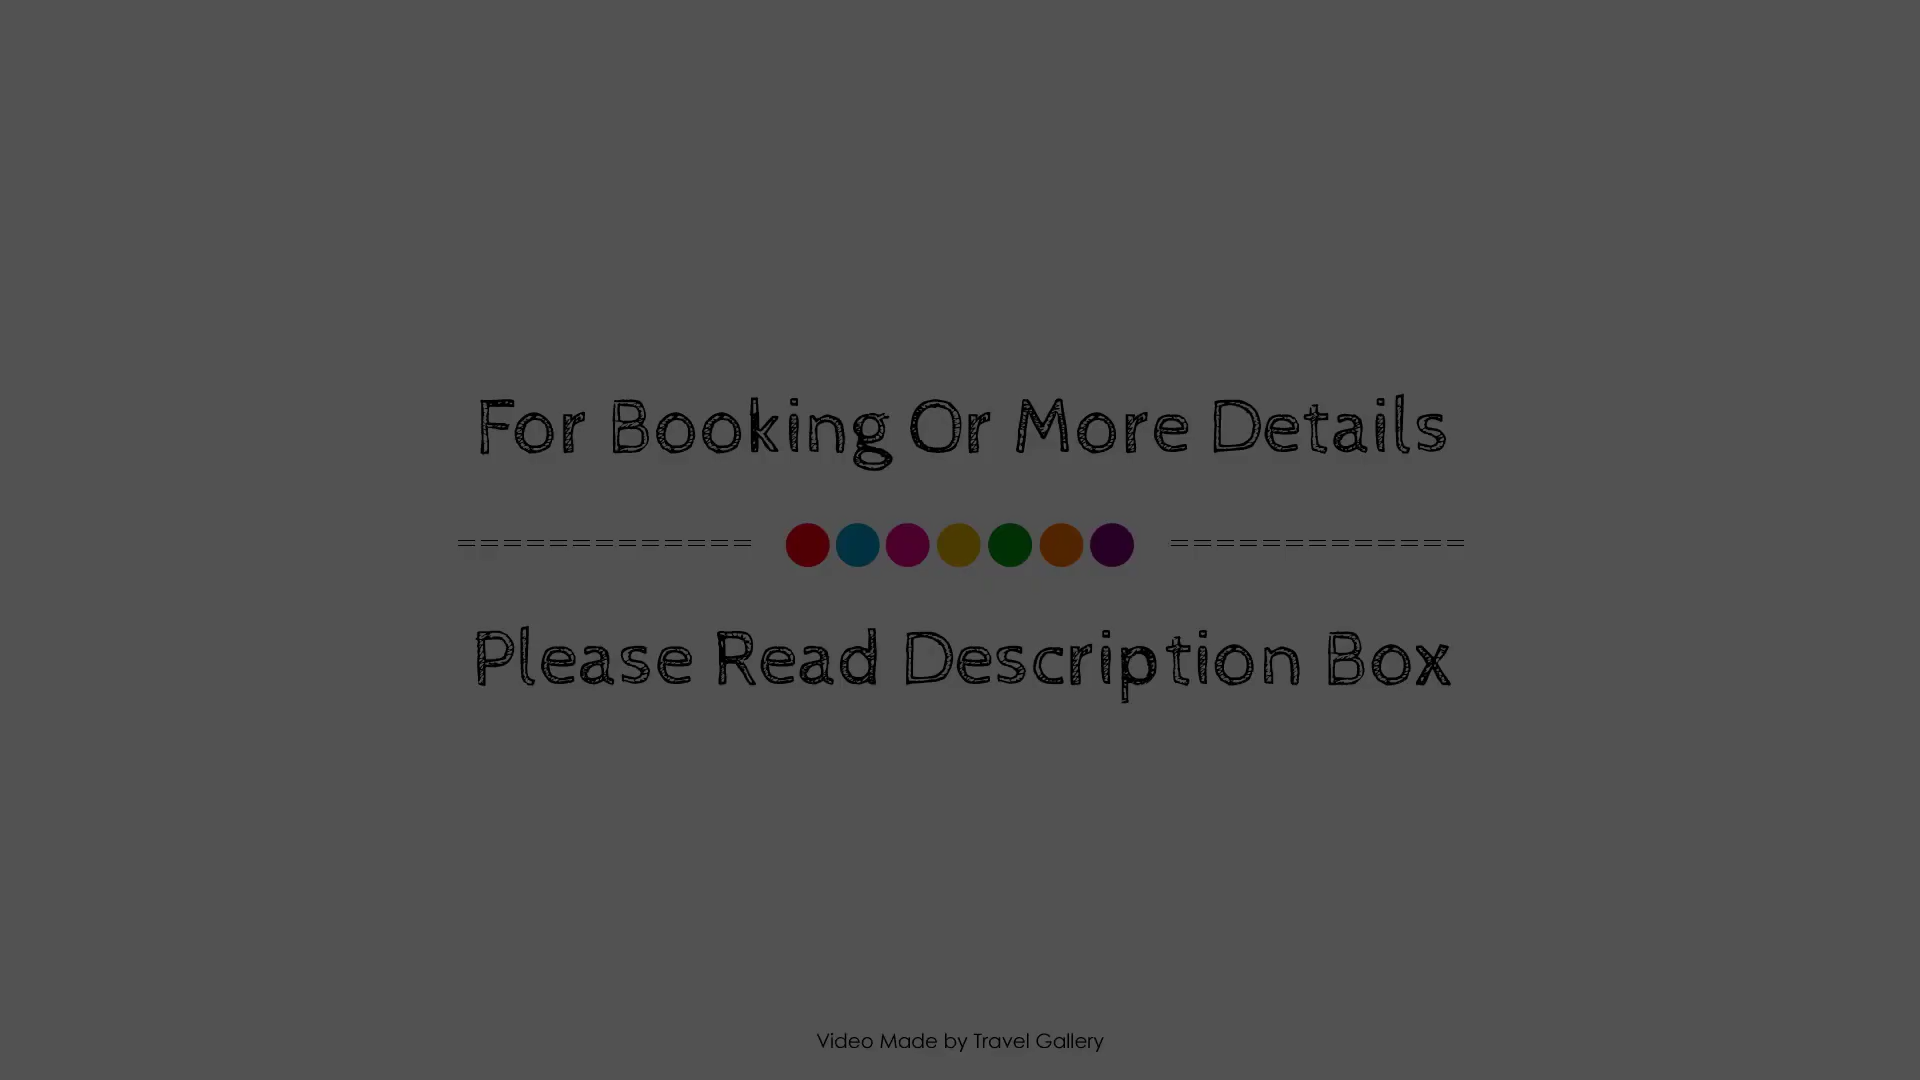 For Booking Or More Details
============= =============
Please Read Description Box
Video Made by Travel Gallery